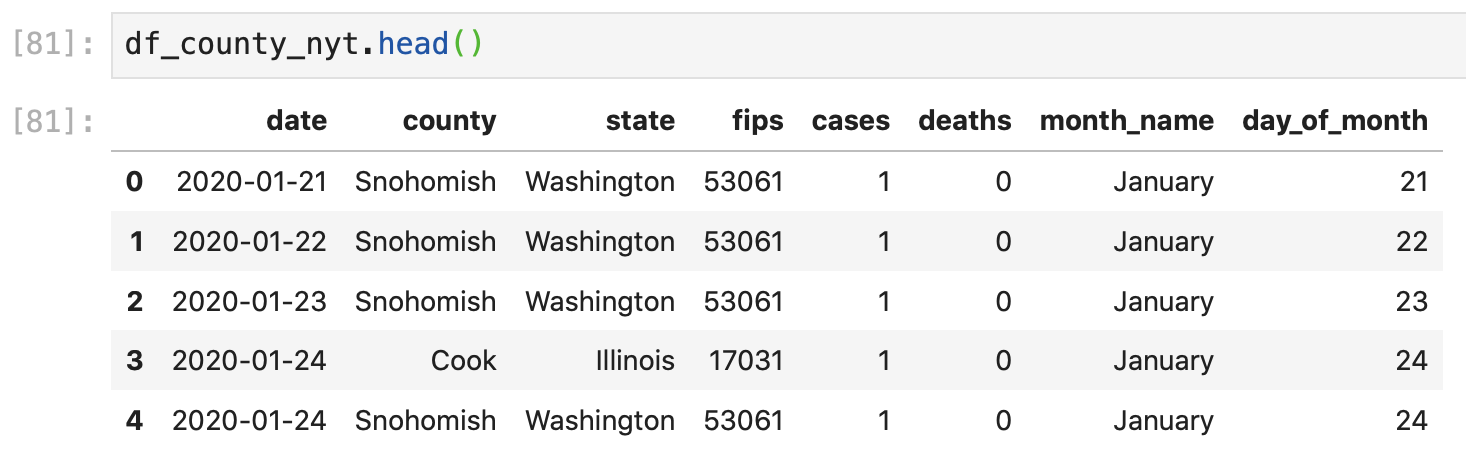 [81]: df_county_nyt.head()
[81]: date county state fips cases deaths month_name day_of_month
0 2020-01-21 Snohomish Washington 53061 1 0 January 21
1 2020-01-22 Snohomish Washington 53061 1 0 January 22
2 2020-01-23 Snohomish Washington 53061 1 0 January 23
3 2020-01-24 Cook Illinois 17031 1 0 January 24
4 2020-01-24 Snohomish Washington 53061 1 0 January 24